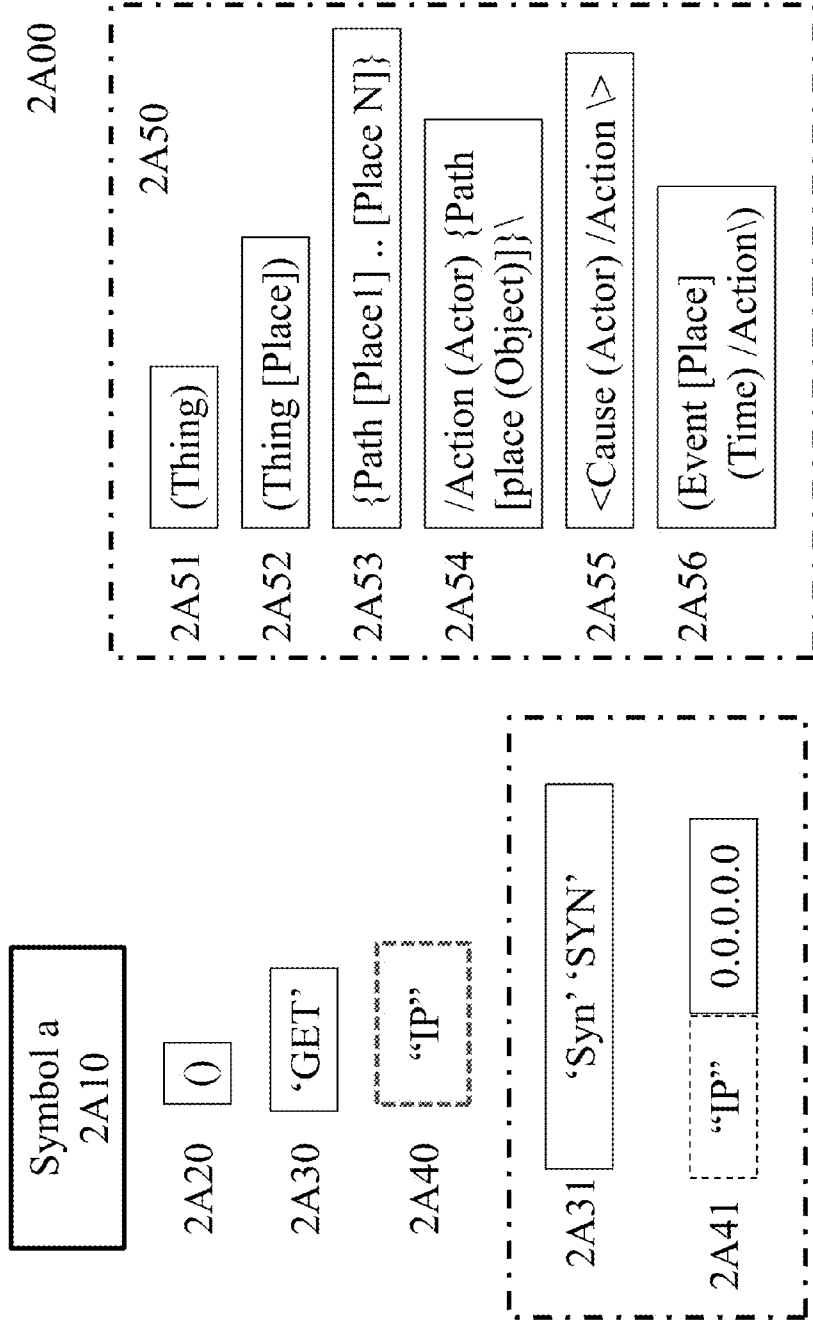 2A00
Symbol a
2A10
2A20 ()
2A30 ‘GET’
2A40 “IP”
2A31 ‘Syn’ ‘SYN’
2A41 “IP” 0.0.0.0.0
2A50
2A51 (Thing)
2A52 (Thing [Place])
2A53 {Path [Place1] .. [Place N]}
2A54 /Action (Actor) {Path
[place (Object)]}\
2A55 <Cause (Actor) /Action \>
2A56 (Event [Place]
(Time) /Action\)